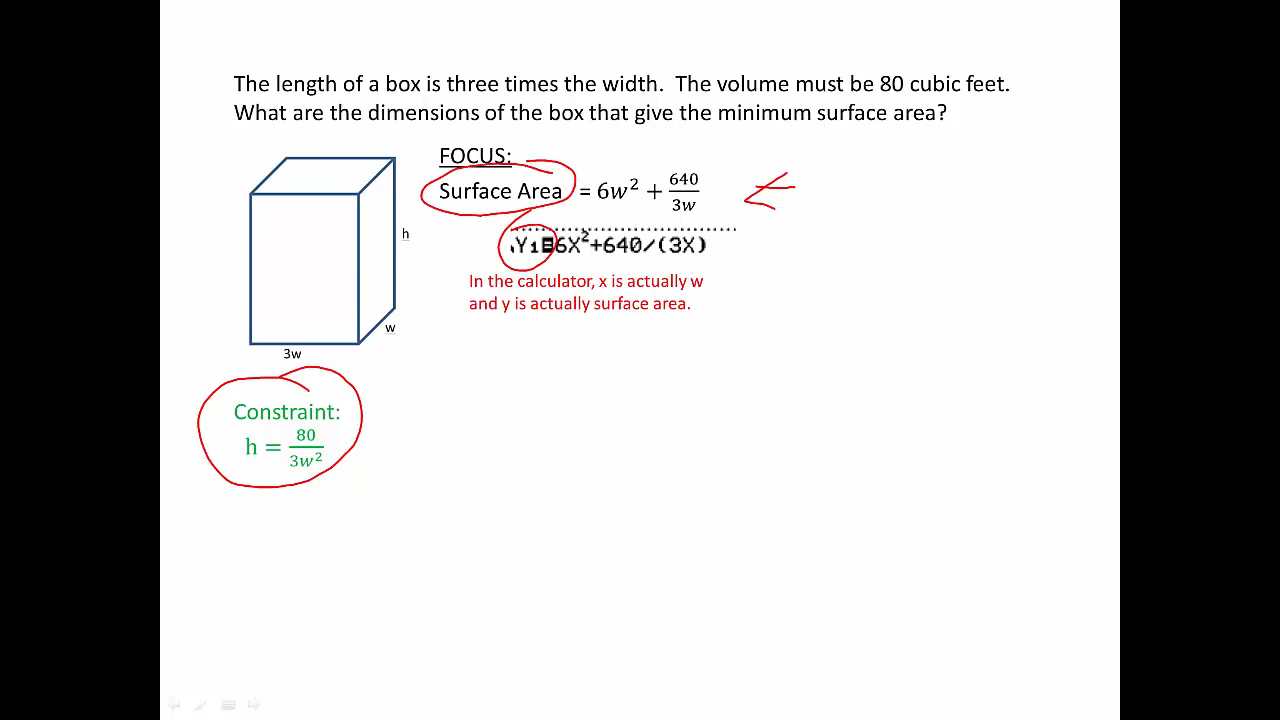 The length of a box is three times the width.  The volume must be 80 cubic feet.
What are the dimensions of the box that give the minimum surface area?
FOCUS:
Surface Area = 6w² + 640/3w
\Y1=6X²+640/(3X)
In the calculator, x is actually w
and y is actually surface area.
h
w
3w
Constraint:
h = 80/3w²